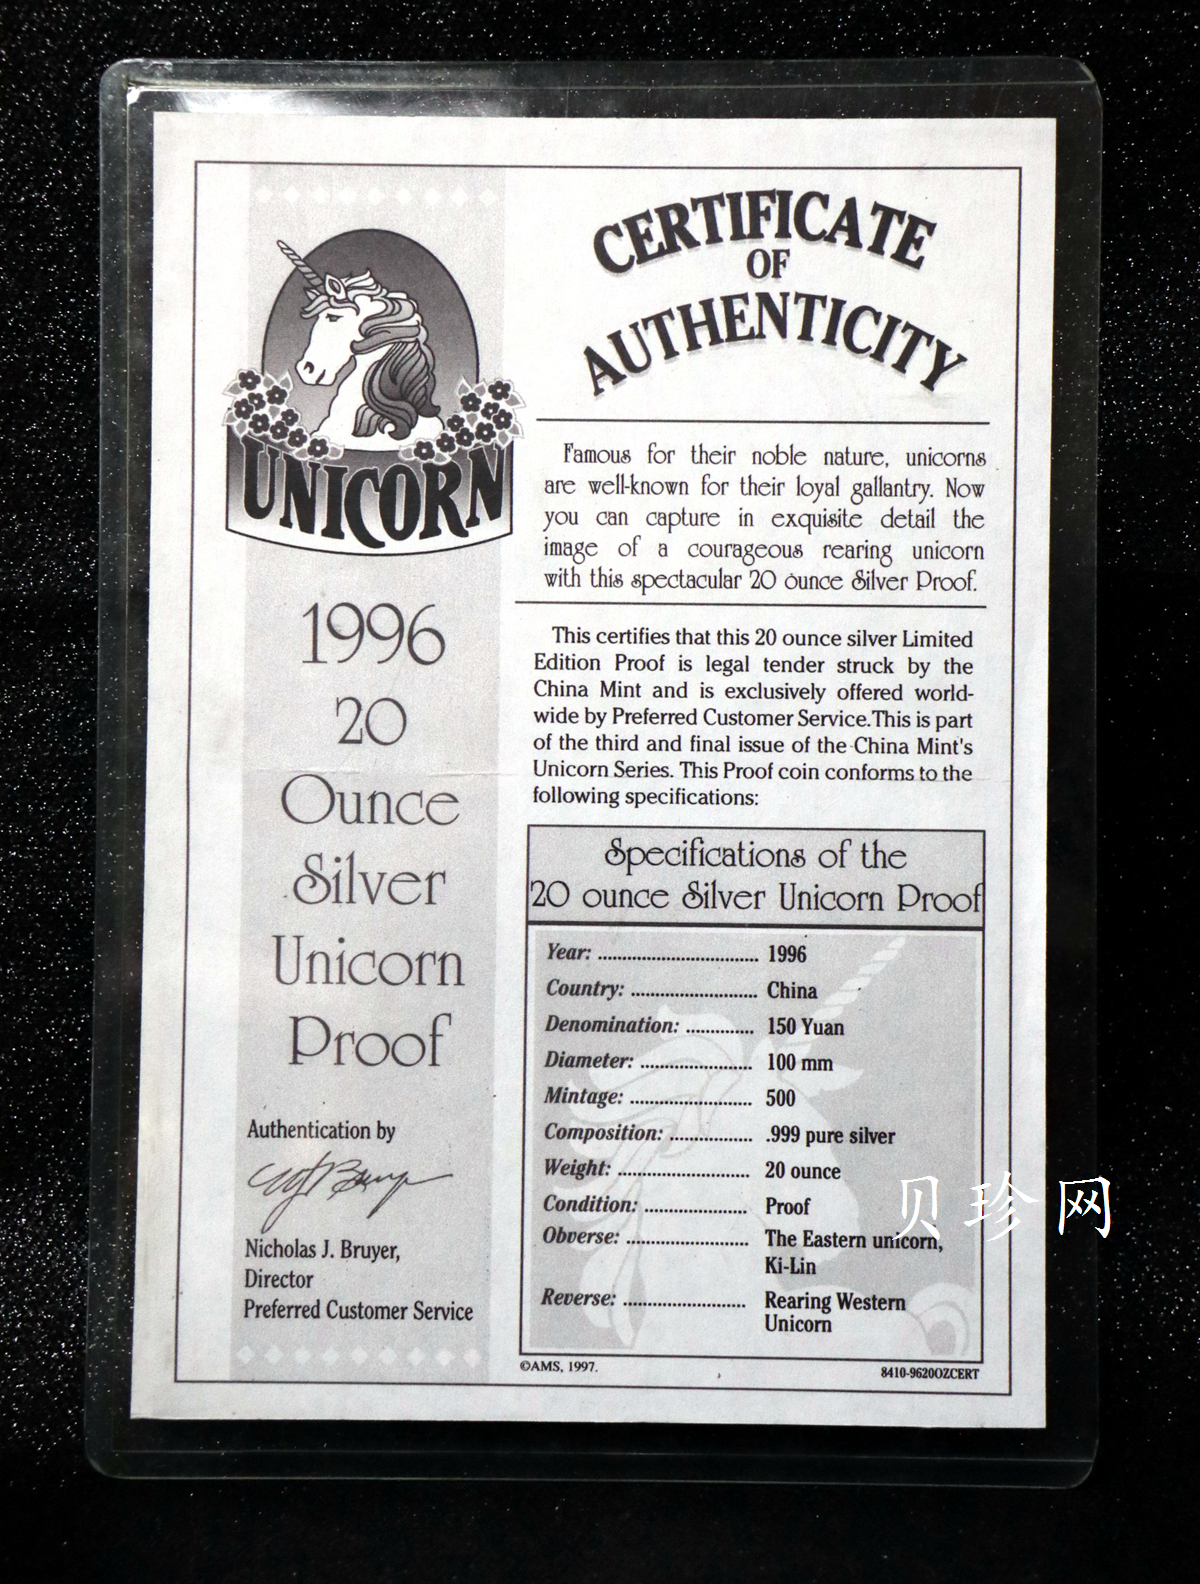 UNICORN
1996
20
Ounce
Silver
Unicorn
Proof
Authentication by
Nicholas J. Bruyer,
Director
Preferred Customer Service
CERTIFICATE
OF
AUTHENTICITY
Famous for their noble nature, unicorns
are well-known for their loyal gallantry. Now
you can capture in exquisite detail the
image of a courageous rearing unicorn
with this spectacular 20 ounce Silver Proof.
This certifies that this 20 ounce silver Limited
Edition Proof is legal tender struck by the
China Mint and is exclusively offered world-
wide by Preferred Customer Service.This is part
of the third and final issue of the China Mint's
Unicorn Series. This Proof coin conforms to the
following specifications:
Specifications of the
20 ounce Silver Unicorn Proof
Year: ................................ 1996
Country: ......................... China
Denomination: ............. 150 Yuan
Diameter: ...................... 100 mm
Mintage: ........................ 500
Composition: ................ .999 pure silver
Weight: .......................... 20 ounce
Condition: .................... Proof
Obverse: ........................ The Eastern unicorn,
Ki-Lin
Reverse: ........................ Rearing Western
Unicorn
©AMS, 1997.
8410-9620OZCERT
贝珍网